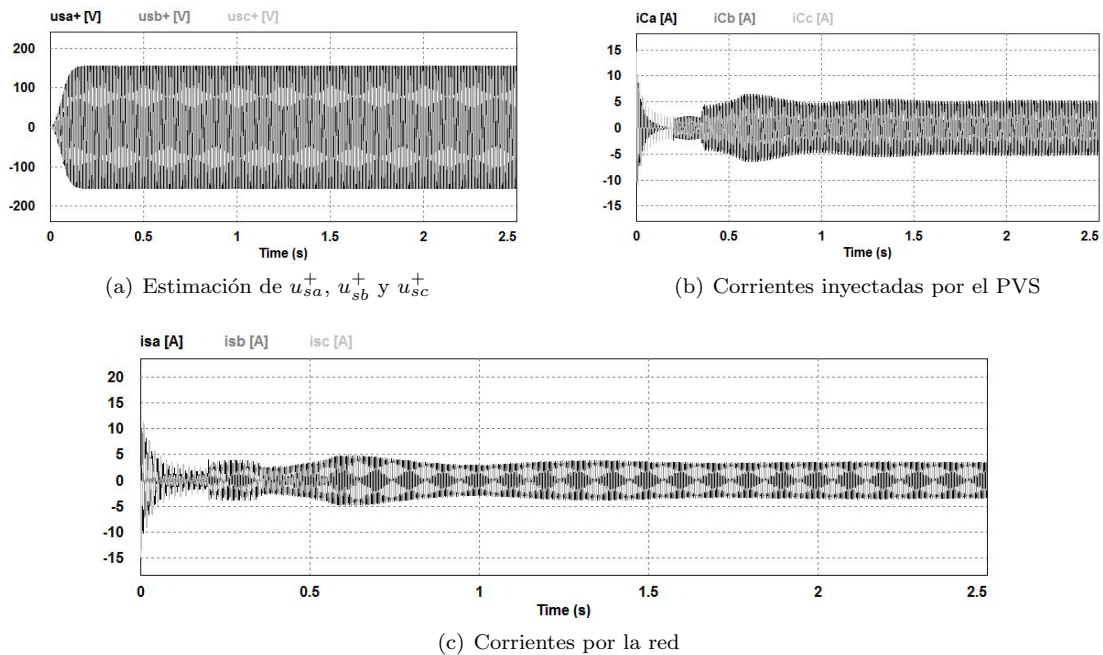 usa+ [V] usb+ [V] usc+ [V]
200
100
0
-100
-200
0 0.5 1 1.5 2 2.5
Time (s)
(a) Estimación de u_{sa}^+, u_{sb}^+ y u_{sc}^+
iCa [A] iCb [A] iCc [A]
15
10
5
0
-5
-10
-15
0 0.5 1 1.5 2 2.5
Time (s)
(b) Corrientes inyectadas por el PVS
isa [A] isb [A] isc [A]
20
15
10
5
0
-5
-10
-15
0 0.5 1 1.5 2 2.5
Time (s)
(c) Corrientes por la red